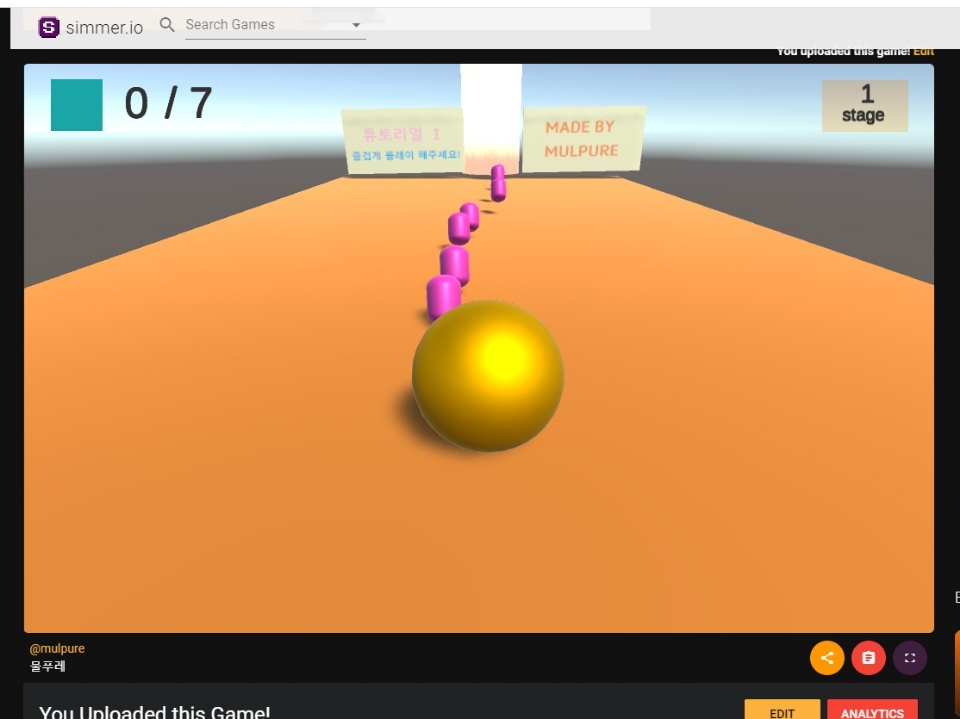 simmer.io
Search Games
You uploaded this game! Edit
0 / 7
1
stage
튜토리얼 1
즐겁게 플레이 해주세요!
MADE BY
MULPURE
@mulpure
물푸레
You Uploaded this Game!
EDIT
ANALYTICS